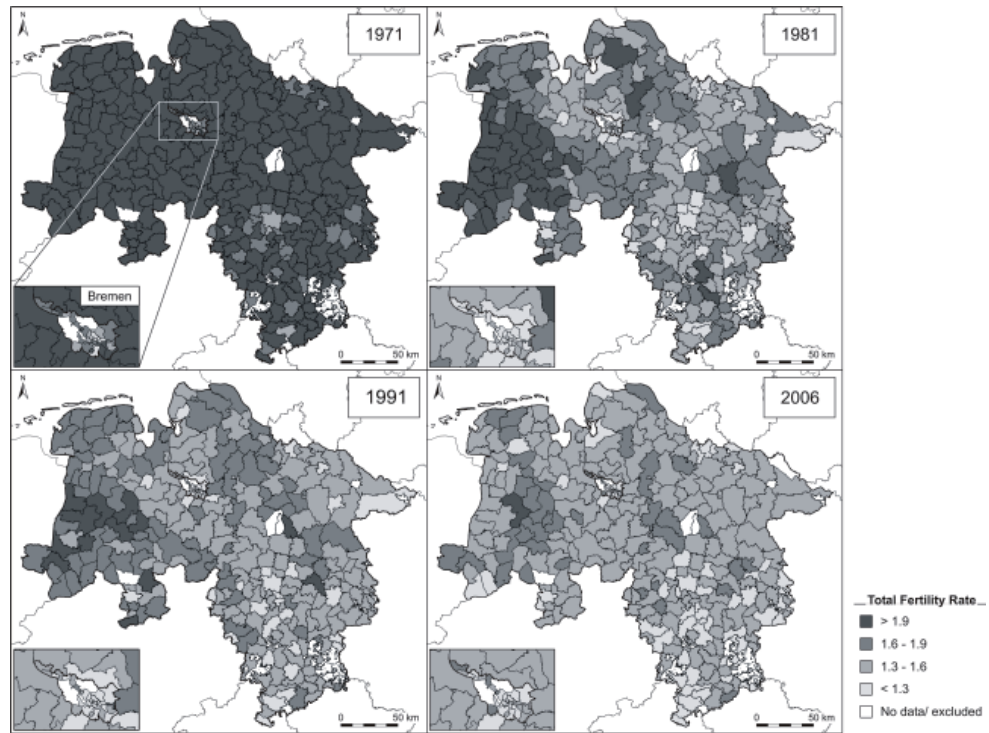 N
1971
Bremen
0 50 km
N
1981
0 50 km
N
1991
0 50 km
N
2006
0 50 km
Total Fertility Rate
> 1.9
1.6 - 1.9
1.3 - 1.6
< 1.3
No data/ excluded